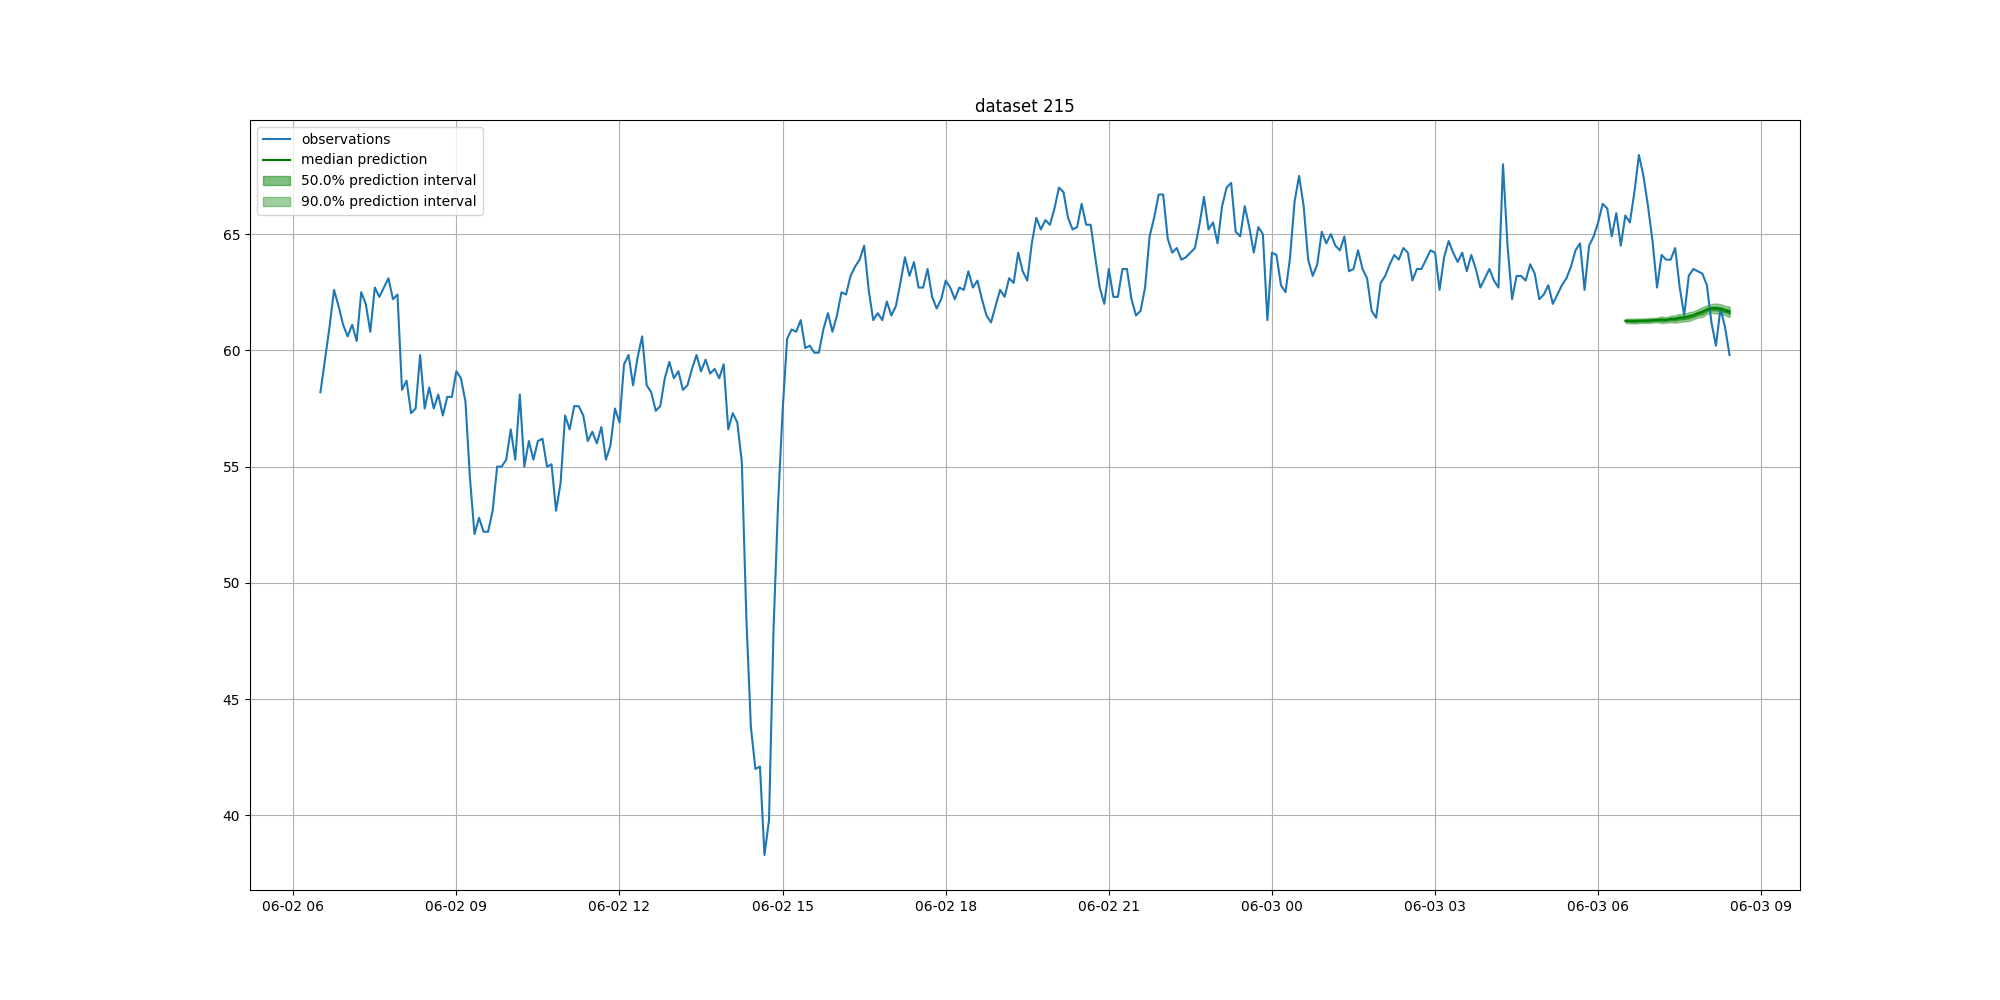 dataset 215
observations
median prediction
50.0% prediction interval
90.0% prediction interval
65
60
55
50
45
40
06-02 06 06-02 09 06-02 12 06-02 15 06-02 18 06-02 21 06-03 00 06-03 03 06-03 06 06-03 09